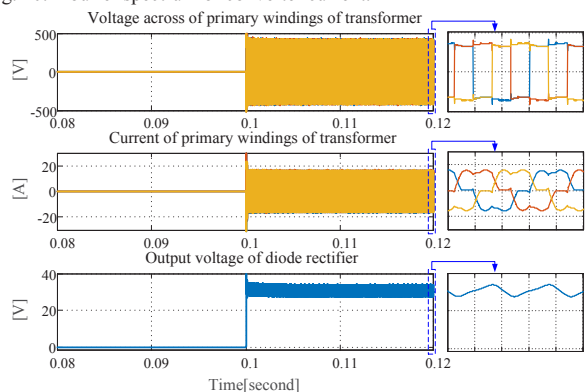 Voltage across of primary windings of transformer
500
[V]
0
-500
0.08 0.09 0.1 0.11 0.12
Current of primary windings of transformer
20
[A]
0
-20
0.08 0.09 0.1 0.11 0.12
Output voltage of diode rectifier
40
[V]
20
0
0.08 0.09 0.1 0.11 0.12
Time[second]